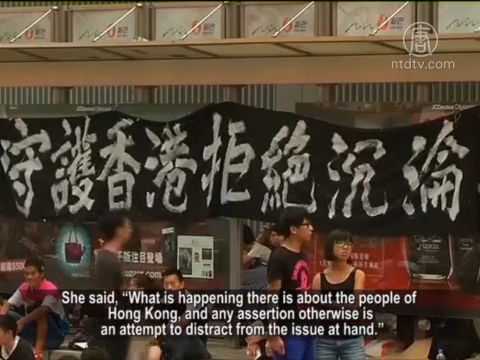 唐
ntdtv.com
守護香港拒絕沉淪
She said, “What is happening there is about the people of
Hong Kong, and any assertion otherwise is
an attempt to distract from the issue at hand.”